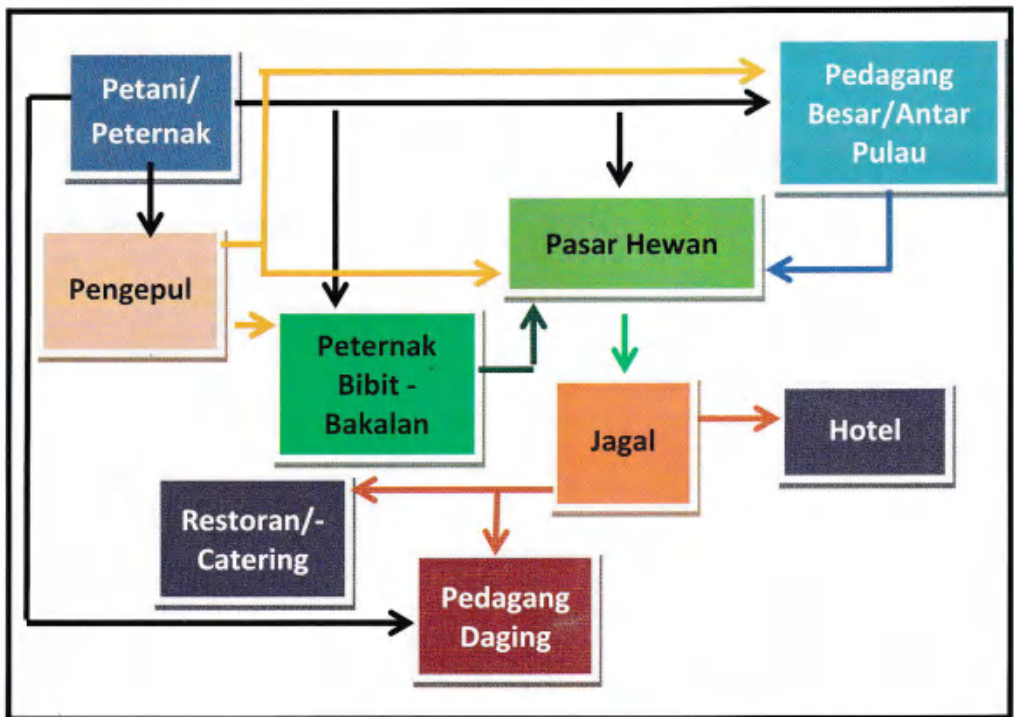 Petani/
Peternak
Pedagang
Besar/Antar
Pulau
Pengepul
Pasar Hewan
Peternak
Bibit -
Bakalan
Jagal
Hotel
Restoran/-
Catering
Pedagang
Daging